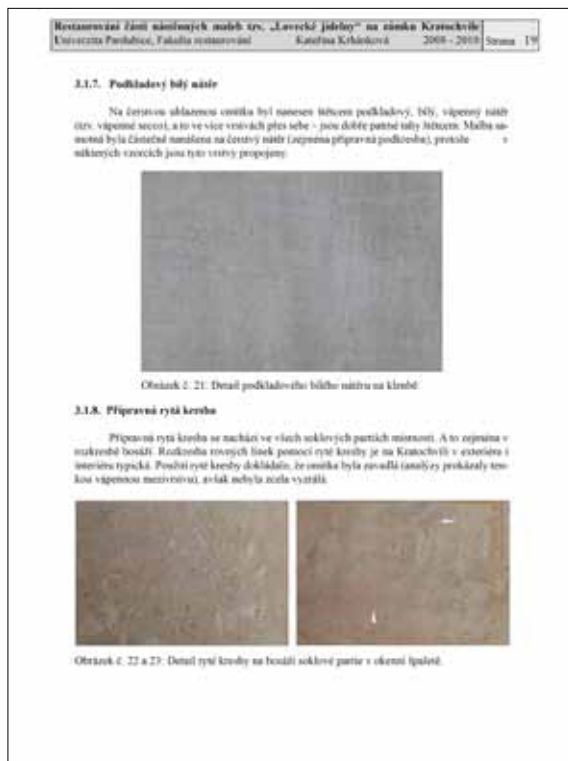 Restaurování části nástěnných maleb tzv. „Lovecké jídelny“ na zámku Kratochvíle
Univerzita Pardubice, Fakulta restaurování Kateřina Krhánková 2008 - 2010 Strana 19
3.1.7. Podkladový bílý nátěr
Na čerstvou uhlazenou omítku byl nanesen štětcem podkladový, bílý, vápenný nátěr
(tzv. vápenné secco), a to ve více vrstvách přes sebe – jsou dobře patrné tahy štětcem. Malba sa-
motná byla částečně nanášena na čerstvý nátěr (zejména přípravná podkresba), protože v
některých vzorcích jsou tyto vrstvy propojeny.
Obrázek č. 21: Detail podkladového bílého nátěru na klenbě
3.1.8. Přípravná rytá kresba
Přípravná rytá kresba se nachází ve všech soklových partiích místnosti. A to zejména v
rozkresbě bosáží. Rozkresba rovných linek pomocí ryté kresby je na Kratochvíli v exteriéru i
interiéru typická. Použití ryté kresby dokládalo, že omítka byla zavadlá (analýzy prokázaly ten-
kou vápennou mezivrstvu), avšak nebyla zcela vyzrálá.
Obrázek č. 22 a 23: Detail ryté kresby na bosáži soklové partie v okenní špaletě.